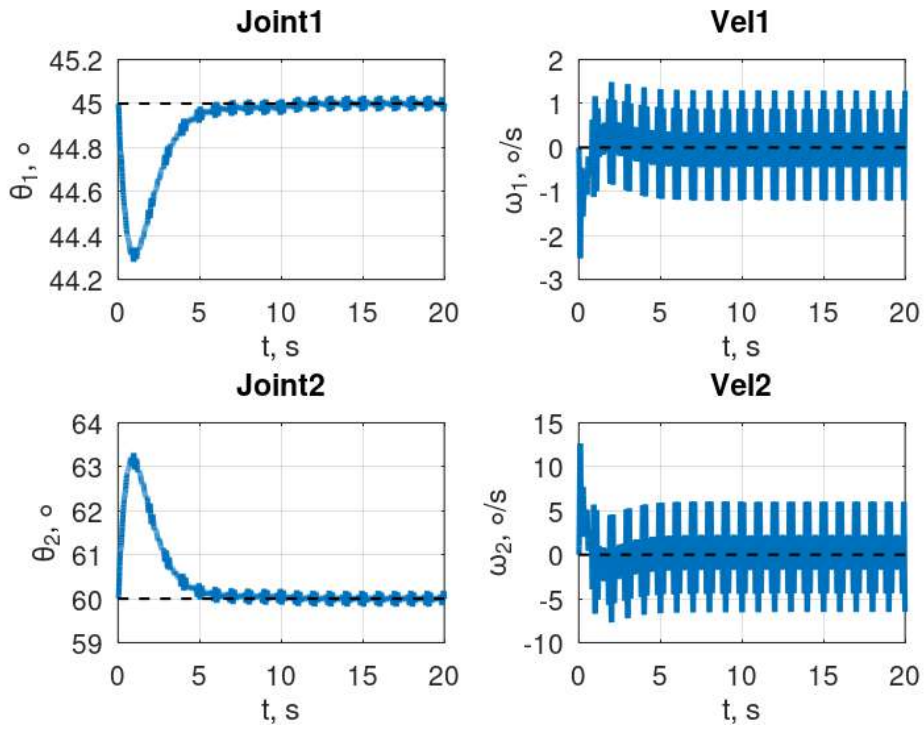 Joint1
45.2
45
44.8
44.6
44.4
44.2
θ1, °
0 5 10 15 20
t, s
Vel1
2
1
0
-1
-2
-3
ω1, °/s
0 5 10 15 20
t, s
Joint2
64
63
62
61
60
59
θ2, °
0 5 10 15 20
t, s
Vel2
15
10
5
0
-5
-10
ω2, °/s
0 5 10 15 20
t, s